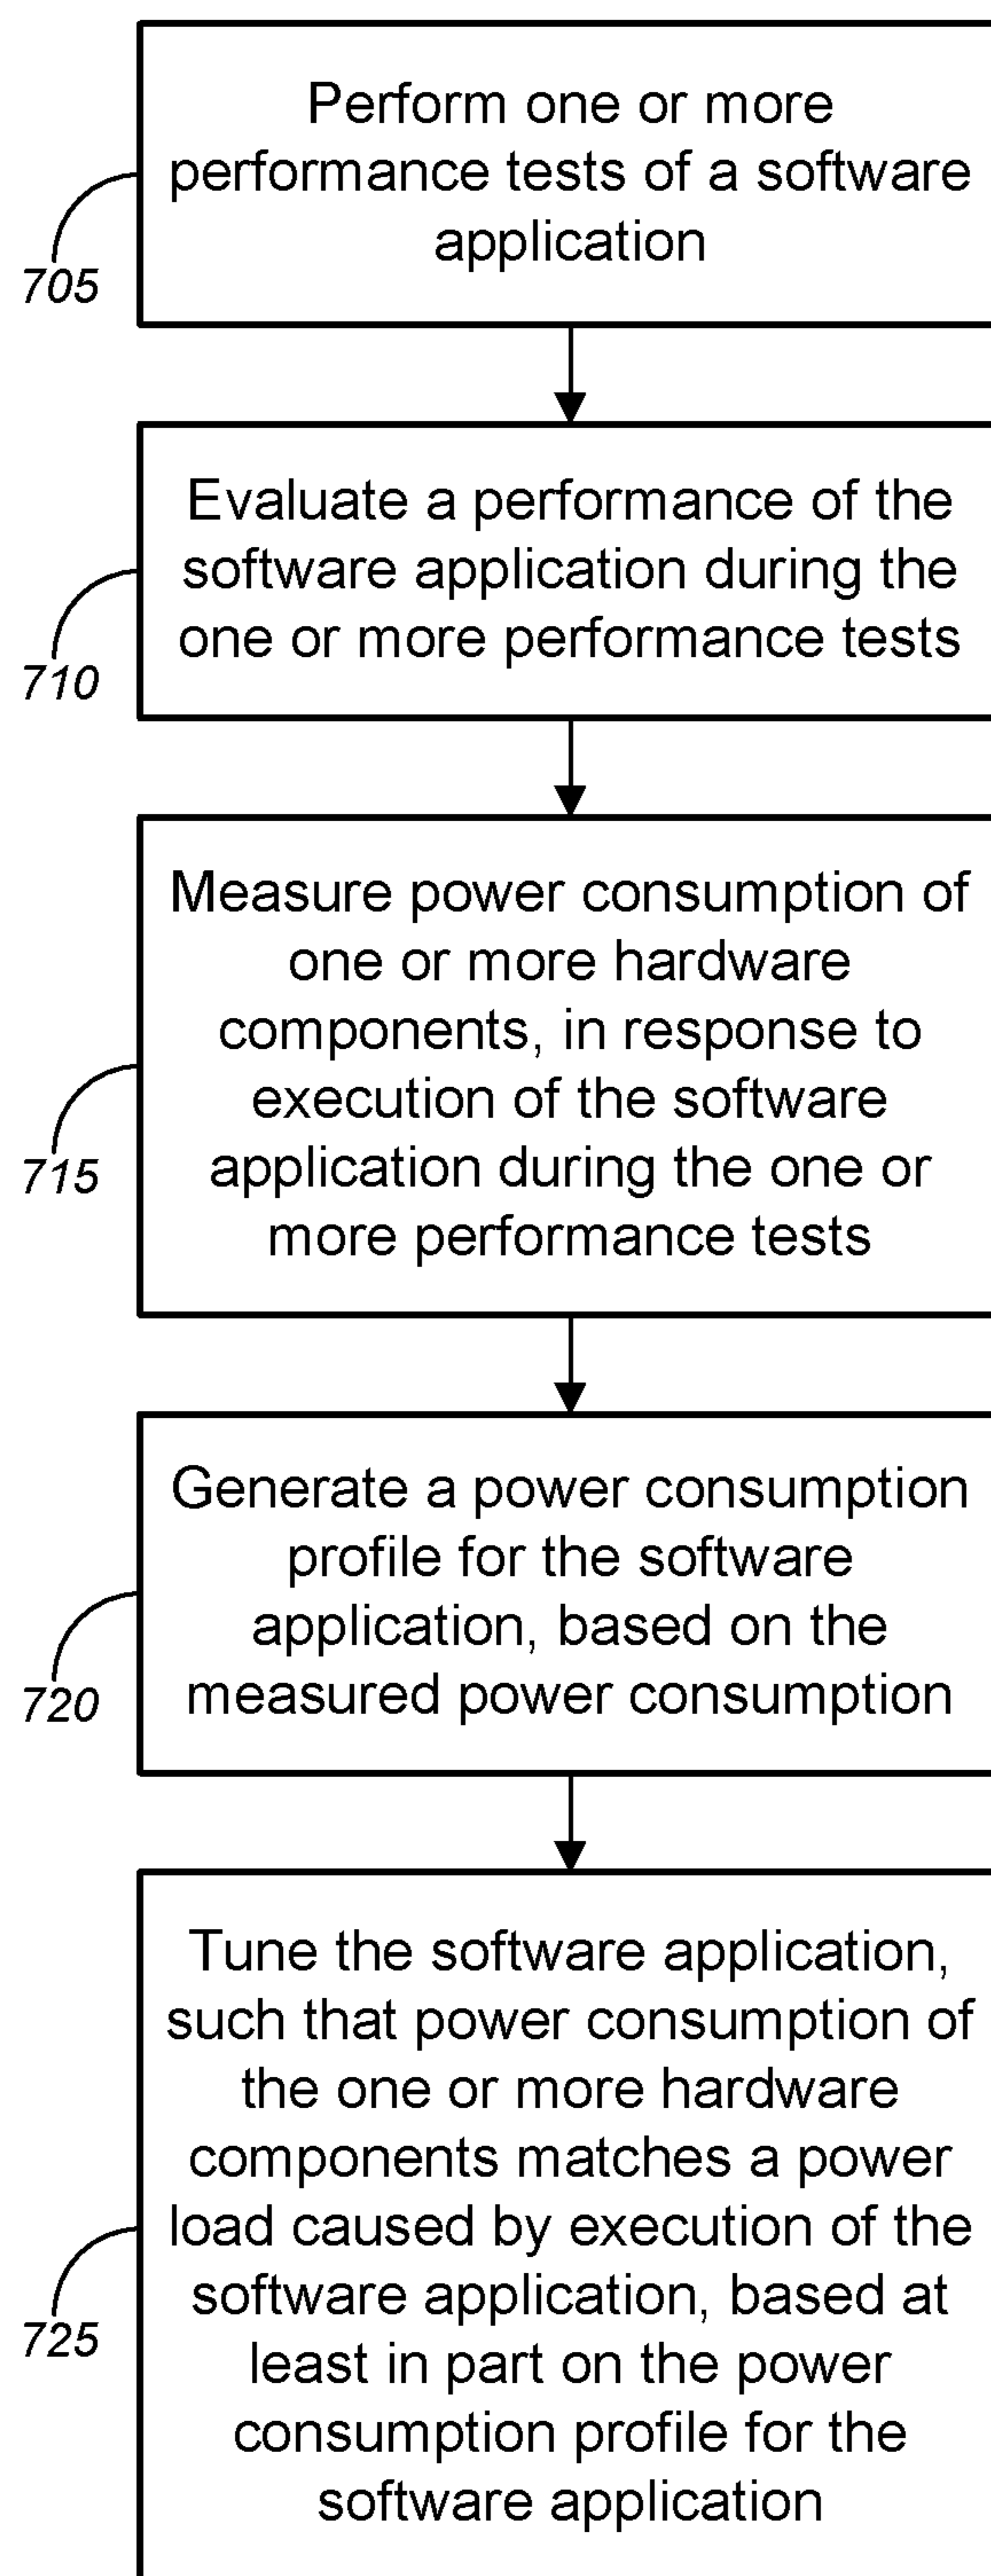 Perform one or more
performance tests of a software
application
705
Evaluate a performance of the
software application during the
one or more performance tests
710
Measure power consumption of
one or more hardware
components, in response to
execution of the software
application during the one or
more performance tests
715
Generate a power consumption
profile for the software
application, based on the
measured power consumption
720
Tune the software application,
such that power consumption of
the one or more hardware
components matches a power
load caused by execution of the
software application, based at
least in part on the power
consumption profile for the
software application
725